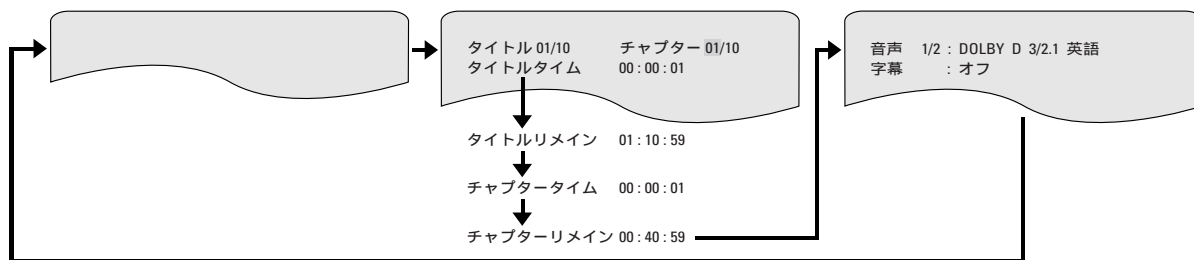 タイトル 01/10 チャプター 01/10
タイトルタイム 00 : 00 : 01
タイトルリメイン 01 : 10 : 59
チャプタータイム 00 : 00 : 01
チャプターリメイン 00 : 40 : 59
音声 1/2 : DOLBY D 3/2.1 英語
字幕 : オフ